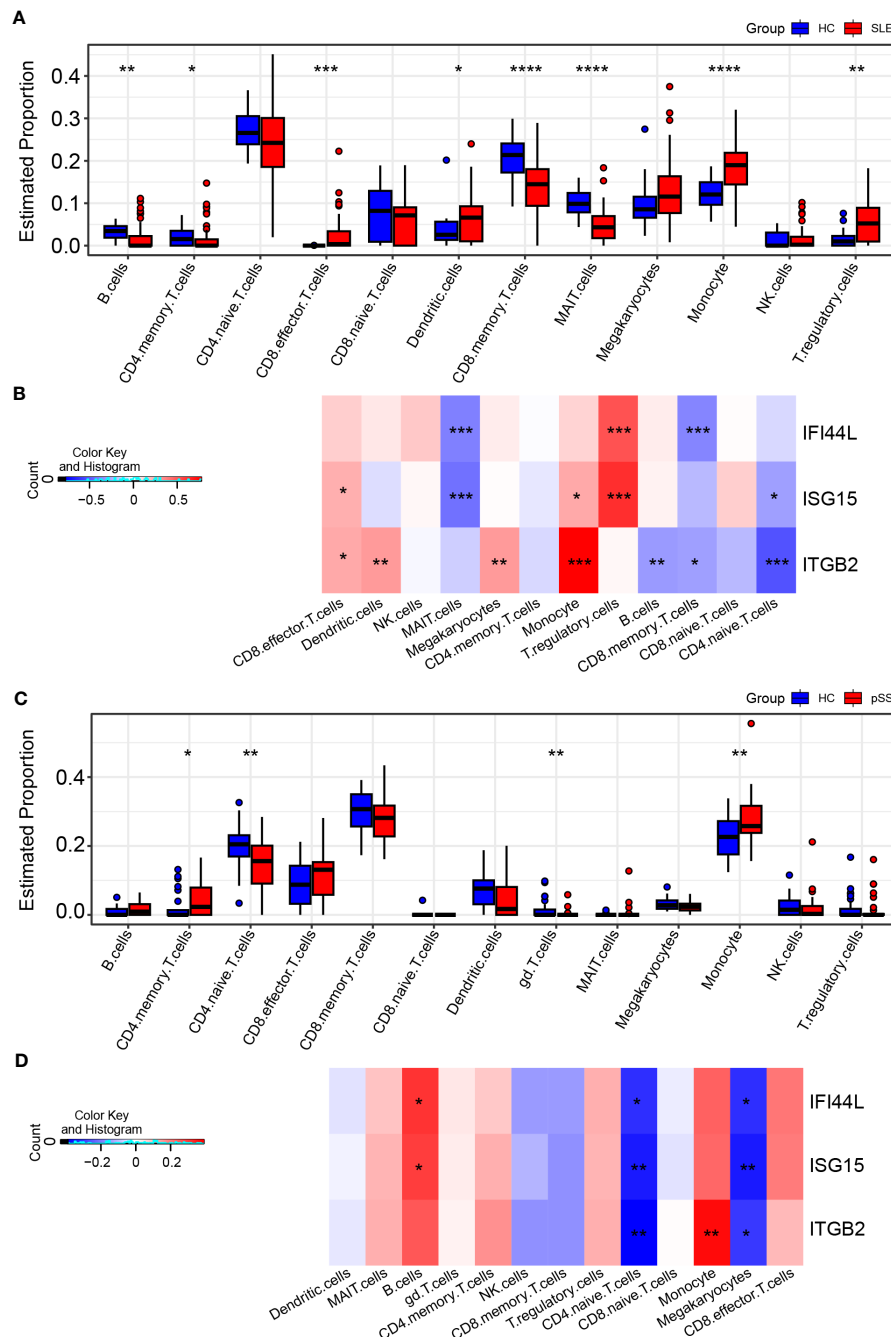 A
Group HC SLE
** * *** * **** **** **** **
Estimated Proportion
0.4
0.3
0.2
0.1
0.0
B.cells
CD4.memory.T.cells
CD4.naive.T.cells
CD8.effector.T.cells
CD8.naive.T.cells
Dendritic.cells
CD8.memory.T.cells
MAIT.cells
Megakaryocytes
Monocyte
NK.cells
T.regulatory.cells
B
Color Key
and Histogram
Count
0
−0.5 0 0.5
*** *** *** IFI44L
* *** * *** * ISG15
* ** ** *** ** * *** ITGB2
CD8.effector.T.cells
Dendritic.cells
NK.cells
MAIT.cells
Megakaryocytes
CD4.memory.T.cells
Monocyte
T.regulatory.cells
B.cells
CD8.memory.T.cells
CD8.naive.T.cells
CD4.naive.T.cells
C
Group HC pSS
* ** ** **
Estimated Proportion
0.4
0.2
0.0
B.cells
CD4.memory.T.cells
CD4.naive.T.cells
CD8.effector.T.cells
CD8.memory.T.cells
CD8.naive.T.cells
Dendritic.cells
gd.T.cells
MAIT.cells
Megakaryocytes
Monocyte
NK.cells
T.regulatory.cells
D
Color Key
and Histogram
Count
0
−0.2 0.2
* * * IFI44L
* ** ** ISG15
** ** * ITGB2
Dendritic.cells
MAIT.cells
B.cells
gd.T.cells
CD4.memory.T.cells
NK.cells
CD8.memory.T.cells
T.regulatory.cells
CD4.naive.T.cells
CD8.naive.T.cells
Monocyte
Megakaryocytes
CD8.effector.T.cells